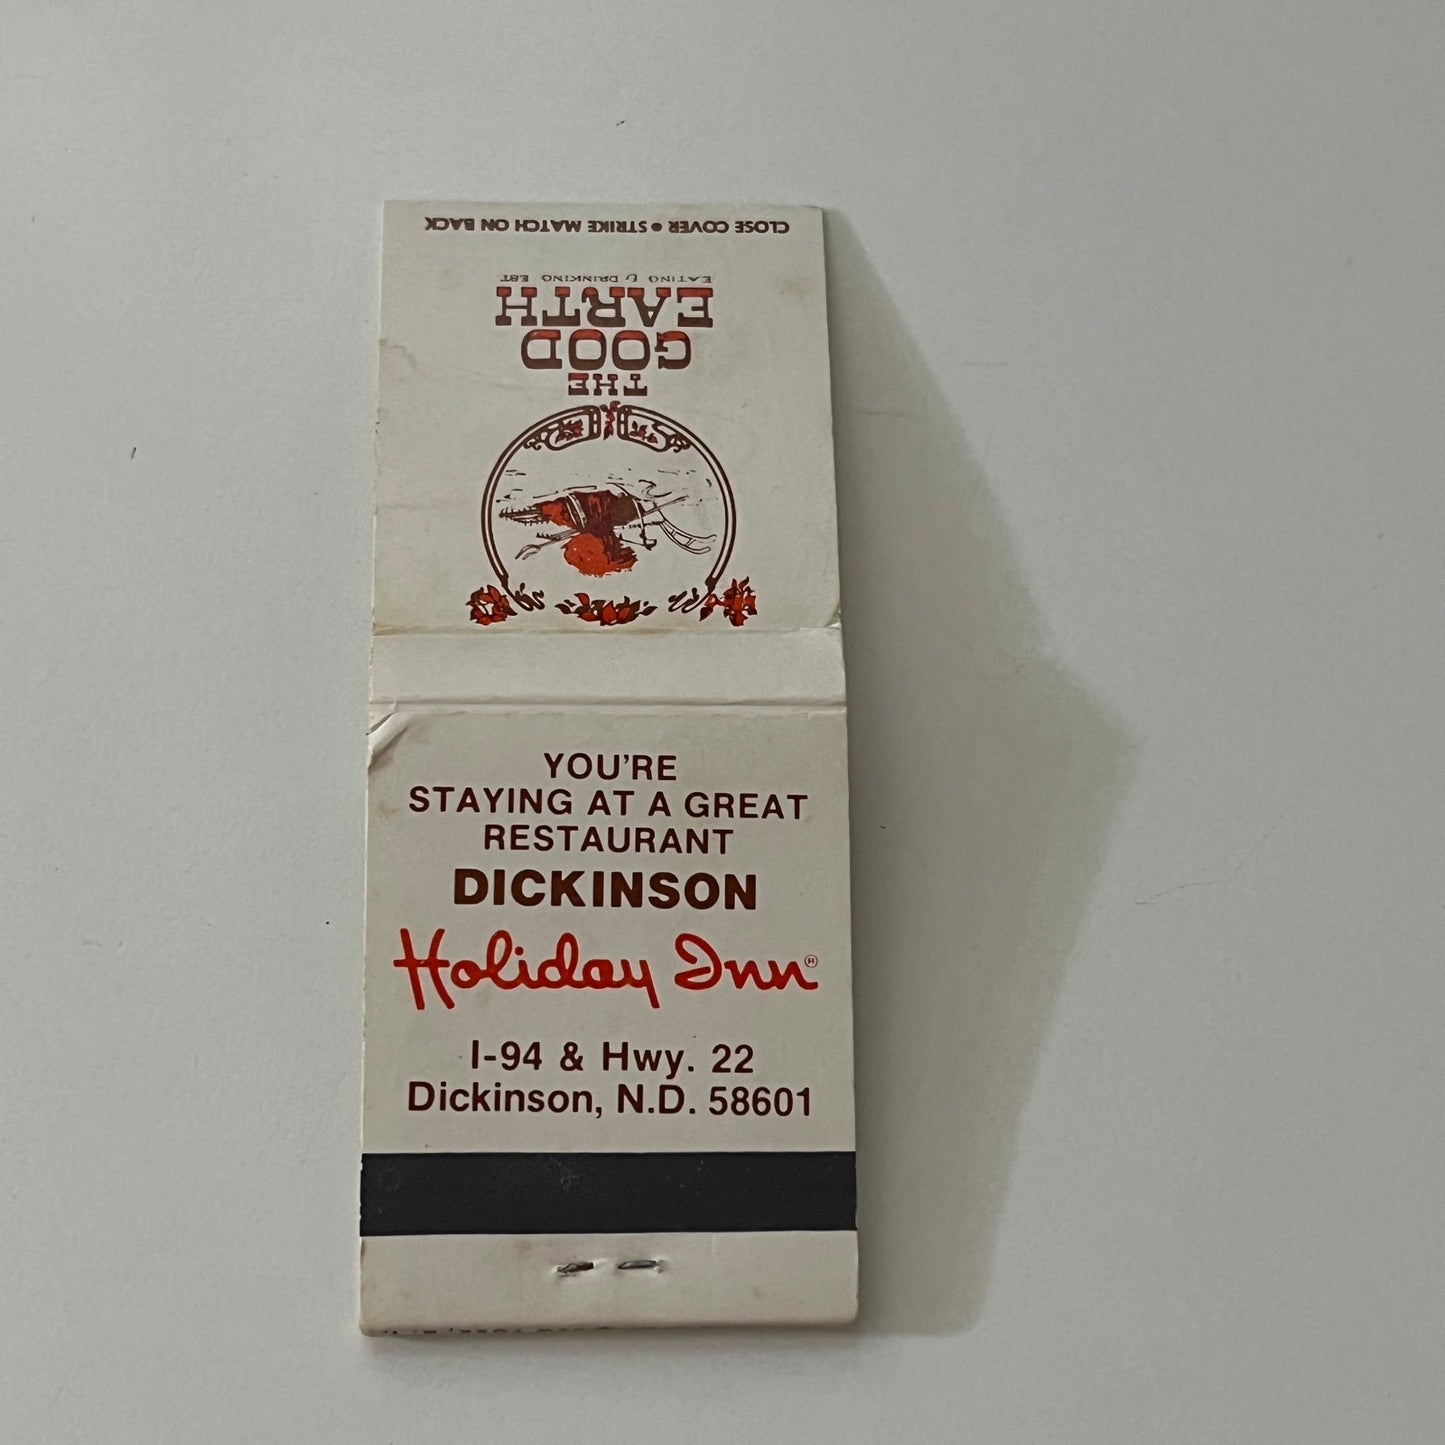 CLOSE COVER • STRIKE MATCH ON BACK
THE
GOOD
EARTH
EATING & DRINKING EST
YOU'RE
STAYING AT A GREAT
RESTAURANT
DICKINSON
Holiday Inn®
I-94 & Hwy. 22
Dickinson, N.D. 58601